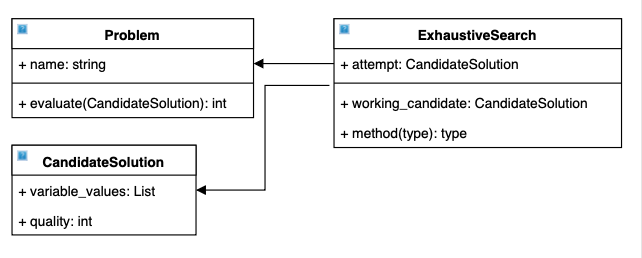 Problem
+ name: string
+ evaluate(CandidateSolution): int
ExhaustiveSearch
+ attempt: CandidateSolution
+ working_candidate: CandidateSolution
+ method(type): type
CandidateSolution
+ variable_values: List
+ quality: int